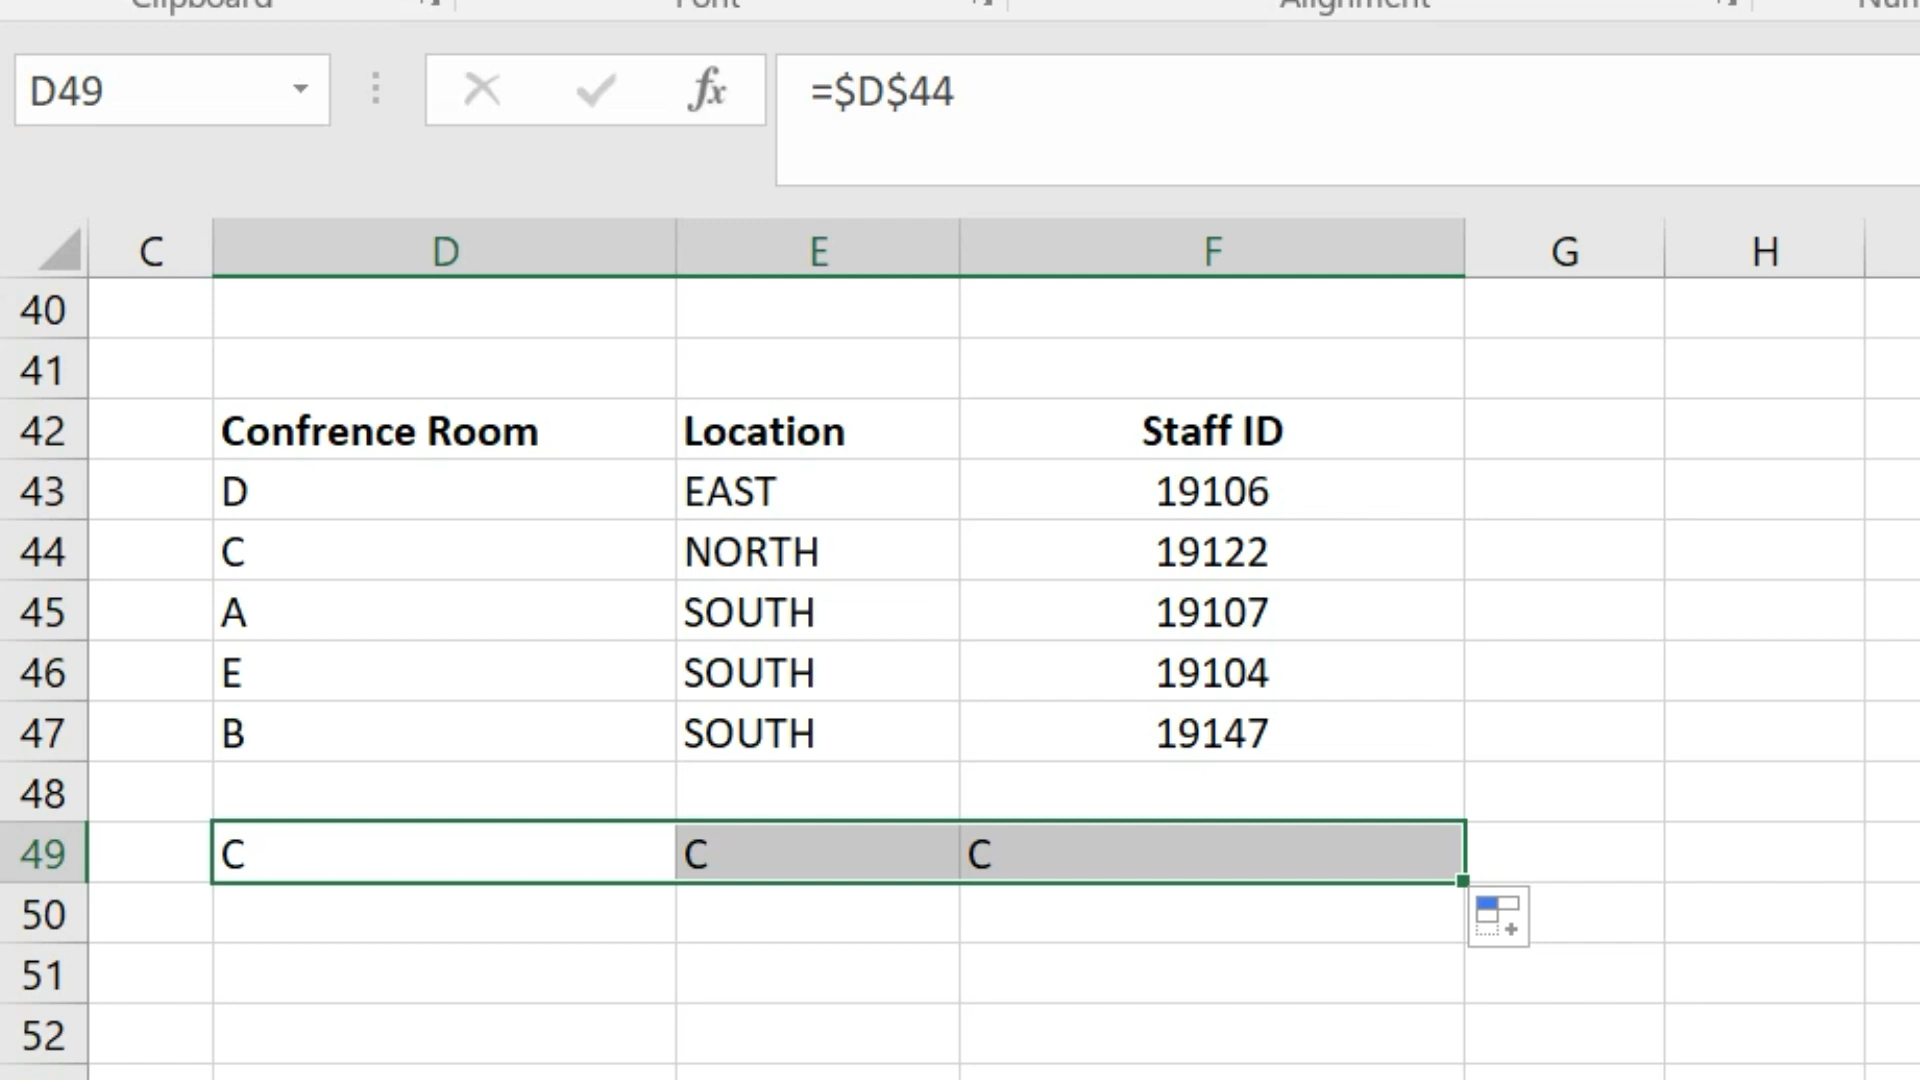 Clipboard Font Alignment
D49 fx =$D$44
C D E F G H
40
41
42 Confrence Room Location Staff ID
43 D EAST 19106
44 C NORTH 19122
45 A SOUTH 19107
46 E SOUTH 19104
47 B SOUTH 19147
48
49 C C C
50
51
52